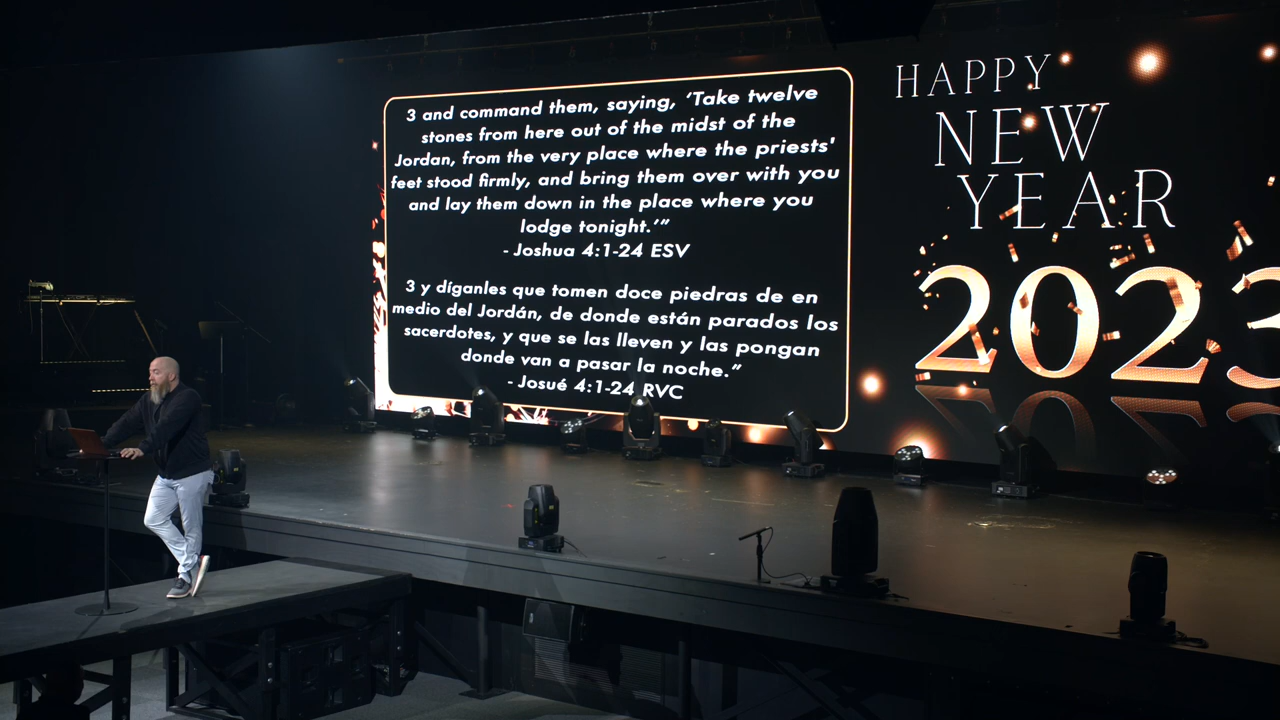 3 and command them, saying, ‘Take twelve
stones from here out of the midst of the
Jordan, from the very place where the priests'
feet stood firmly, and bring them over with you
and lay them down in the place where you
lodge tonight.’”
- Joshua 4:1-24 ESV
3 y díganles que tomen doce piedras de en
medio del Jordán, de donde están parados los
sacerdotes, y que se las lleven y las pongan
donde van a pasar la noche.”
- Josué 4:1-24 RVC
HAPPY
NEW
YEAR
2023